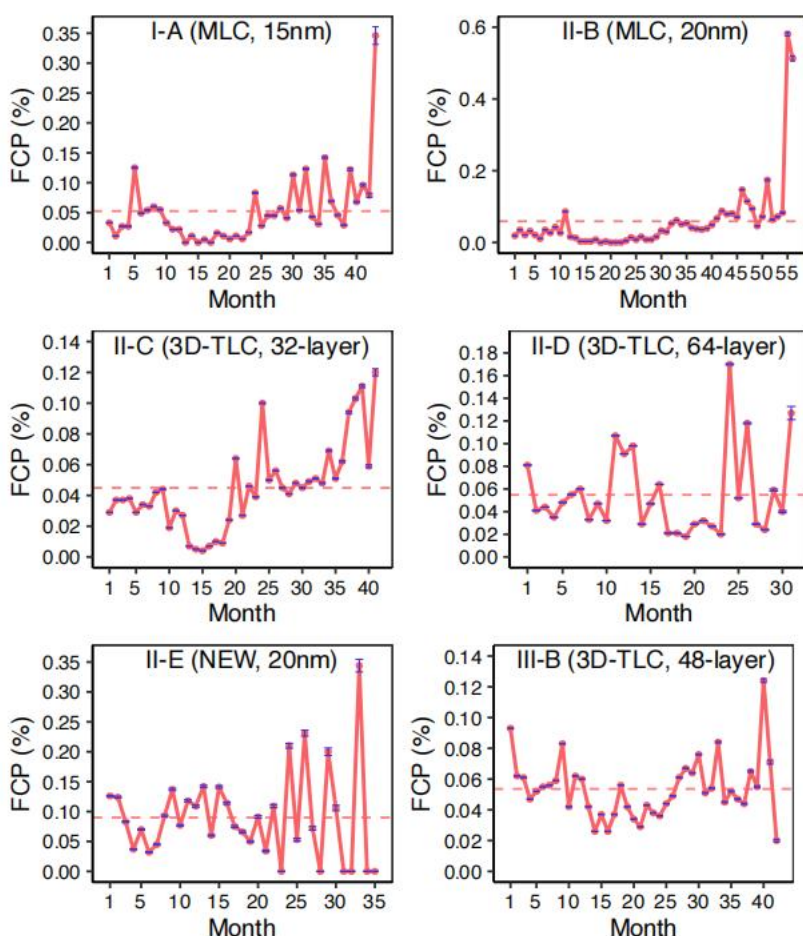 I-A (MLC, 15nm)
FCP (%)
0.35
0.30
0.25
0.20
0.15
0.10
0.05
0.00
1 5 10 15 20 25 30 35 40
Month
II-B (MLC, 20nm)
FCP (%)
0.6
0.4
0.2
0.0
1 5 10 15 20 25 30 35 40 45 50 55
Month
II-C (3D-TLC, 32-layer)
FCP (%)
0.14
0.12
0.10
0.08
0.06
0.04
0.02
0.00
1 5 10 15 20 25 30 35 40
Month
II-D (3D-TLC, 64-layer)
FCP (%)
0.18
0.16
0.14
0.12
0.10
0.08
0.06
0.04
0.02
0.00
1 5 10 15 20 25 30
Month
II-E (NEW, 20nm)
FCP (%)
0.35
0.30
0.25
0.20
0.15
0.10
0.05
0.00
1 5 10 15 20 25 30 35
Month
III-B (3D-TLC, 48-layer)
FCP (%)
0.14
0.12
0.10
0.08
0.06
0.04
0.02
0.00
1 5 10 15 20 25 30 35 40
Month